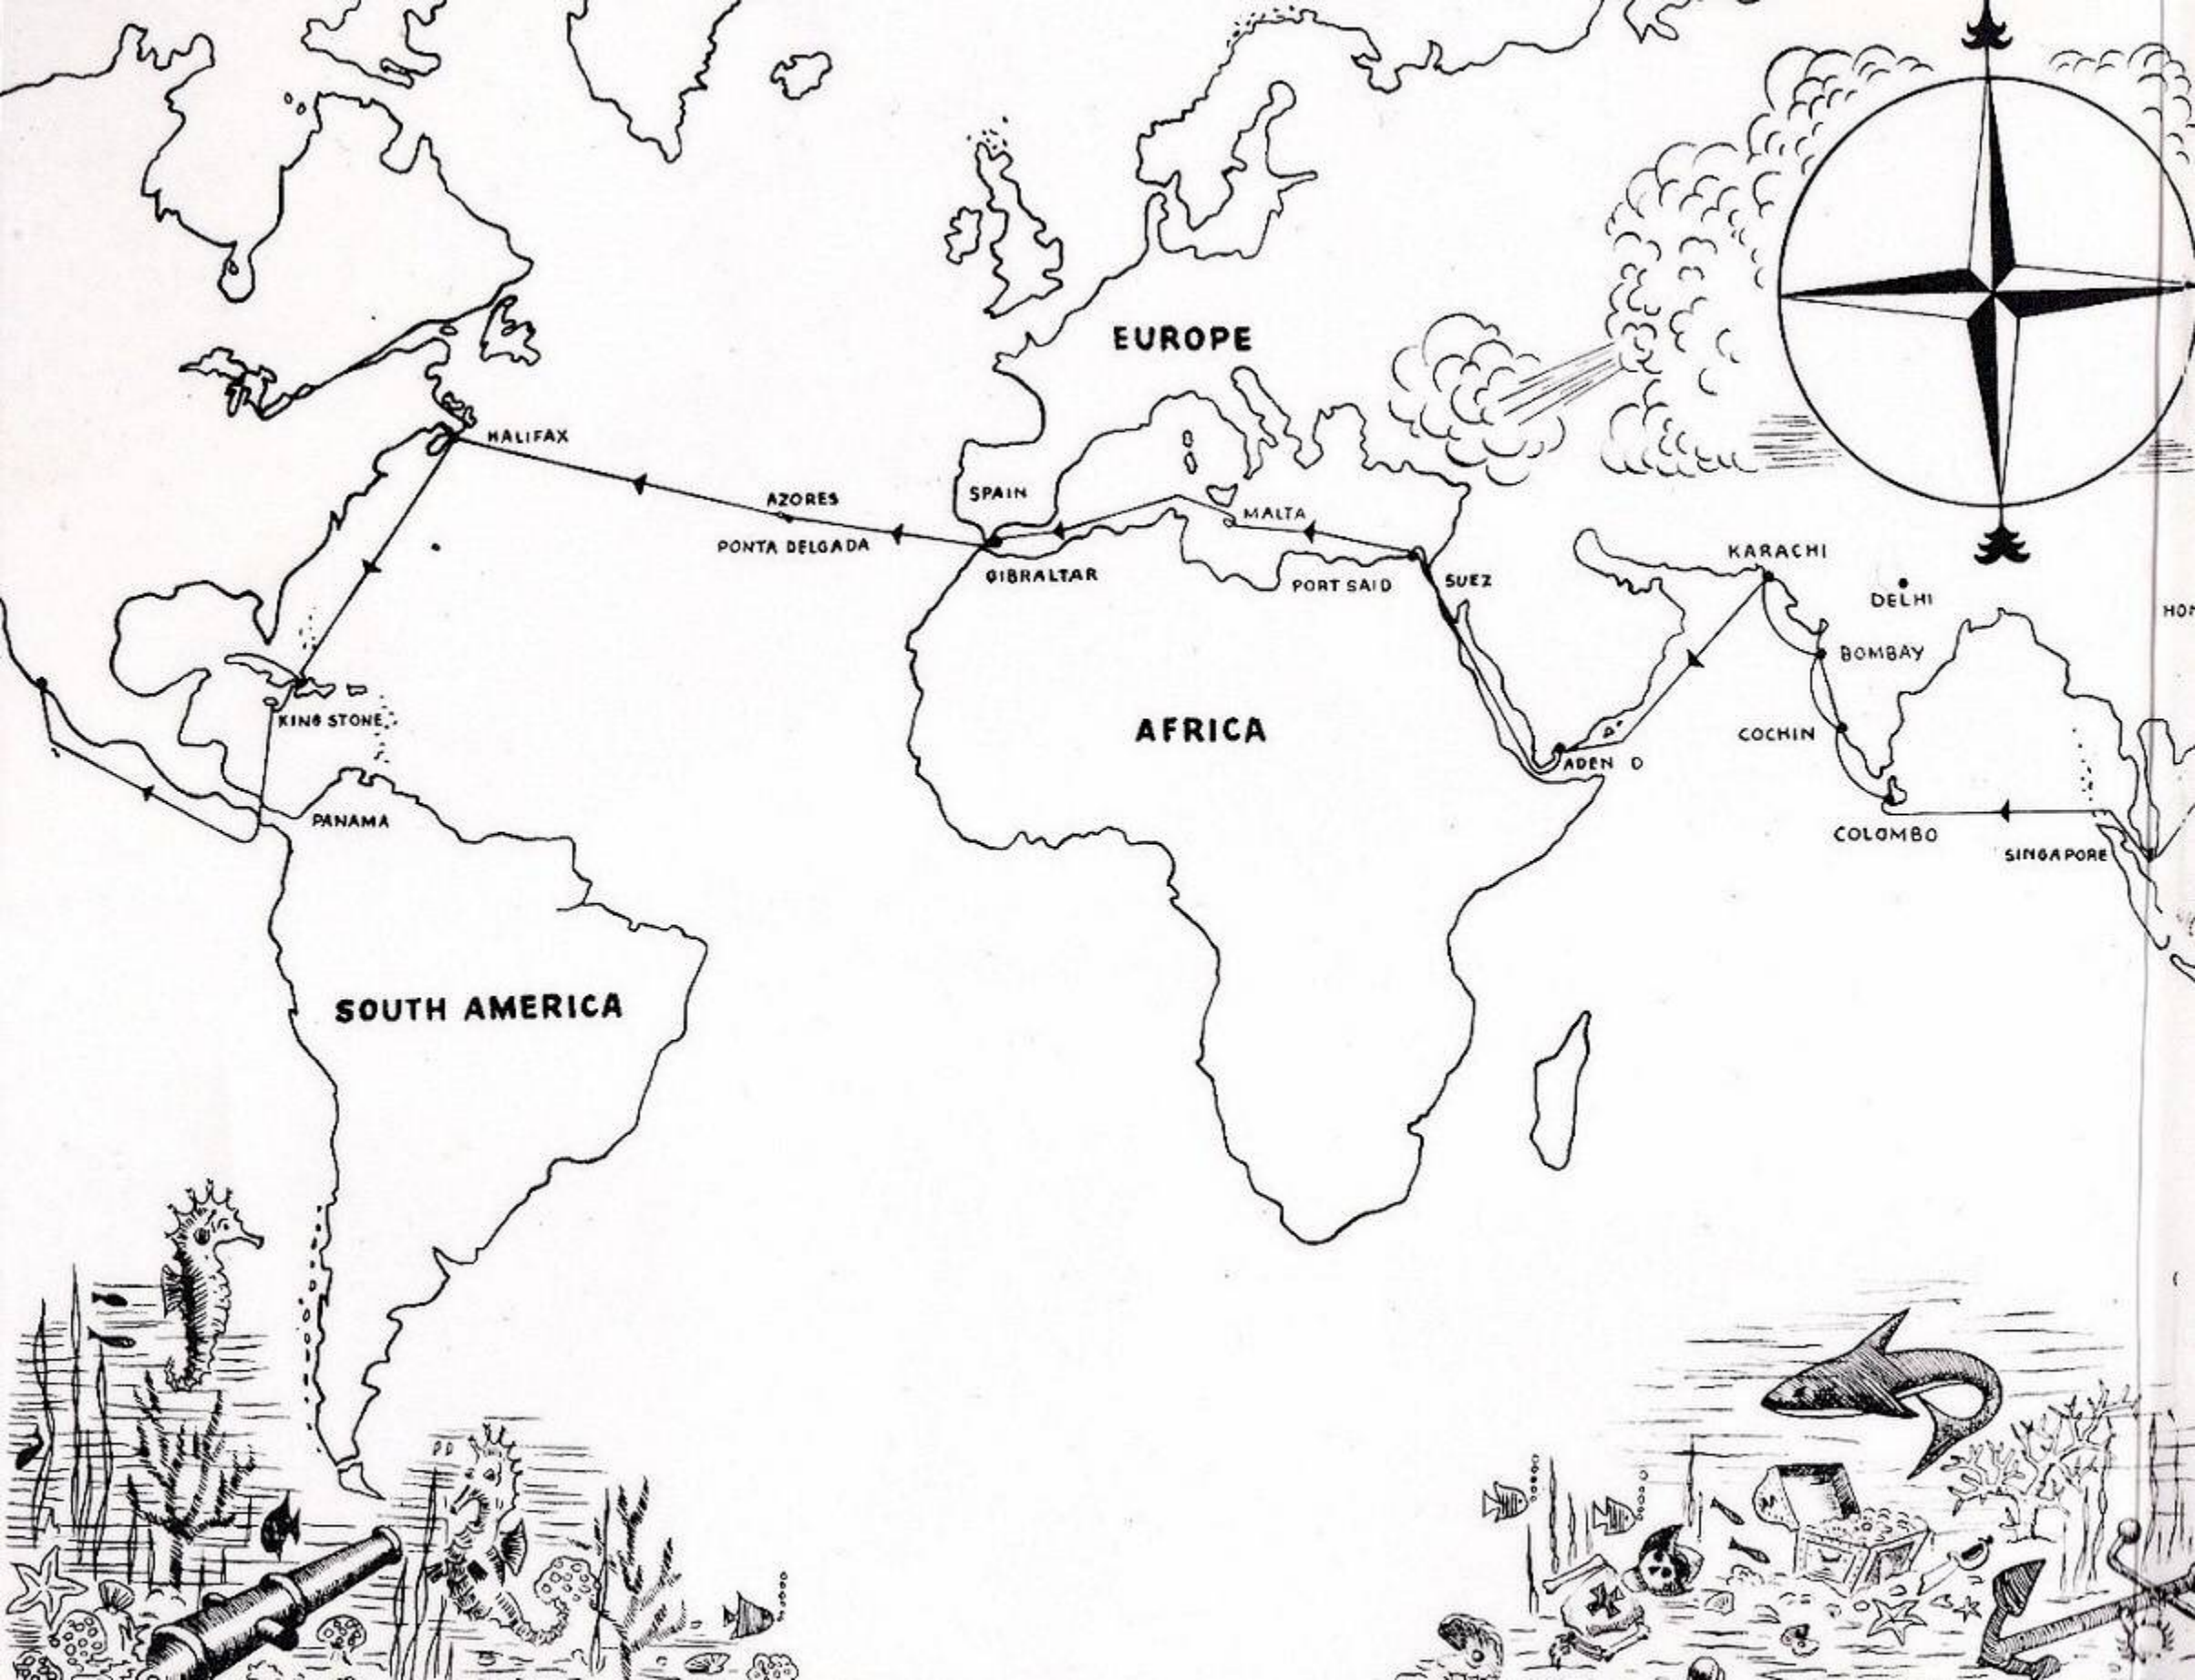 EUROPE
HALIFAX
AZORES
SPAIN
MALTA
PONTA DELGADA
GIBRALTAR
PORT SAID
SUEZ
KARACHI
DELHI
BOMBAY
KING STONE
AFRICA
COCHIN
ADEN D
PANAMA
COLOMBO
SINGAPORE
SOUTH AMERICA